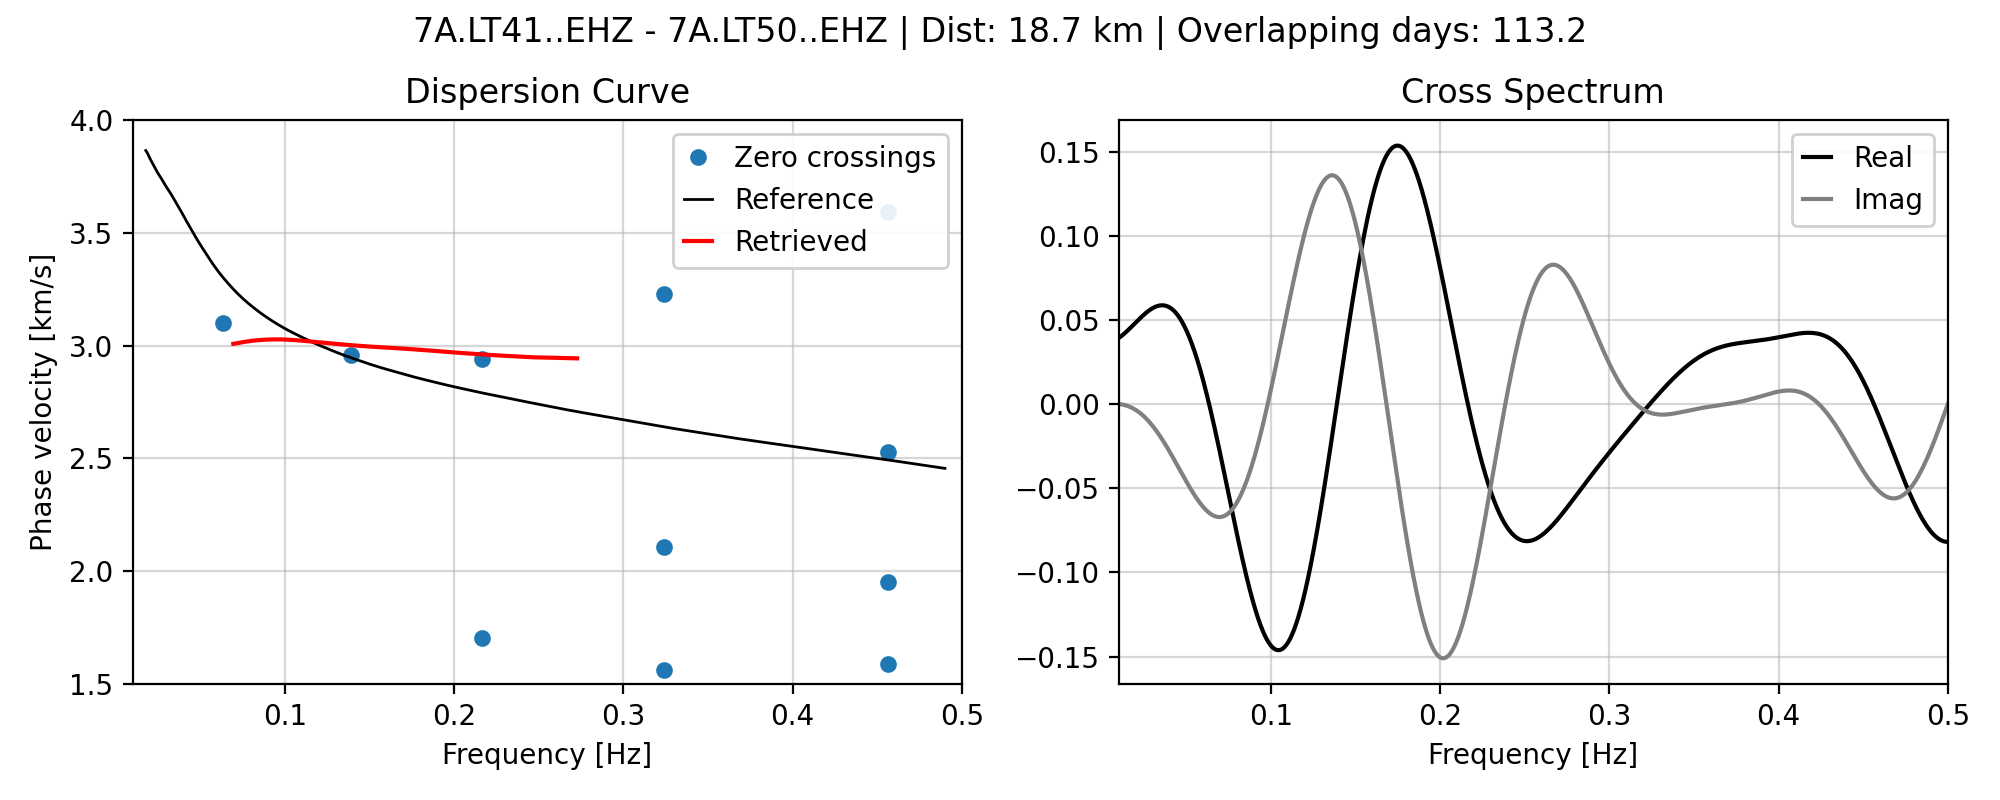 7A.LT41..EHZ - 7A.LT50..EHZ | Dist: 18.7 km | Overlapping days: 113.2
Dispersion Curve
Cross Spectrum
Zero crossings
Reference
Retrieved
Real
Imag
4.0
3.5
3.0
2.5
2.0
1.5
Phase velocity [km/s]
0.1
0.2
0.3
0.4
0.5
Frequency [Hz]
0.15
0.10
0.05
0.00
−0.05
−0.10
−0.15
0.1
0.2
0.3
0.4
0.5
Frequency [Hz]